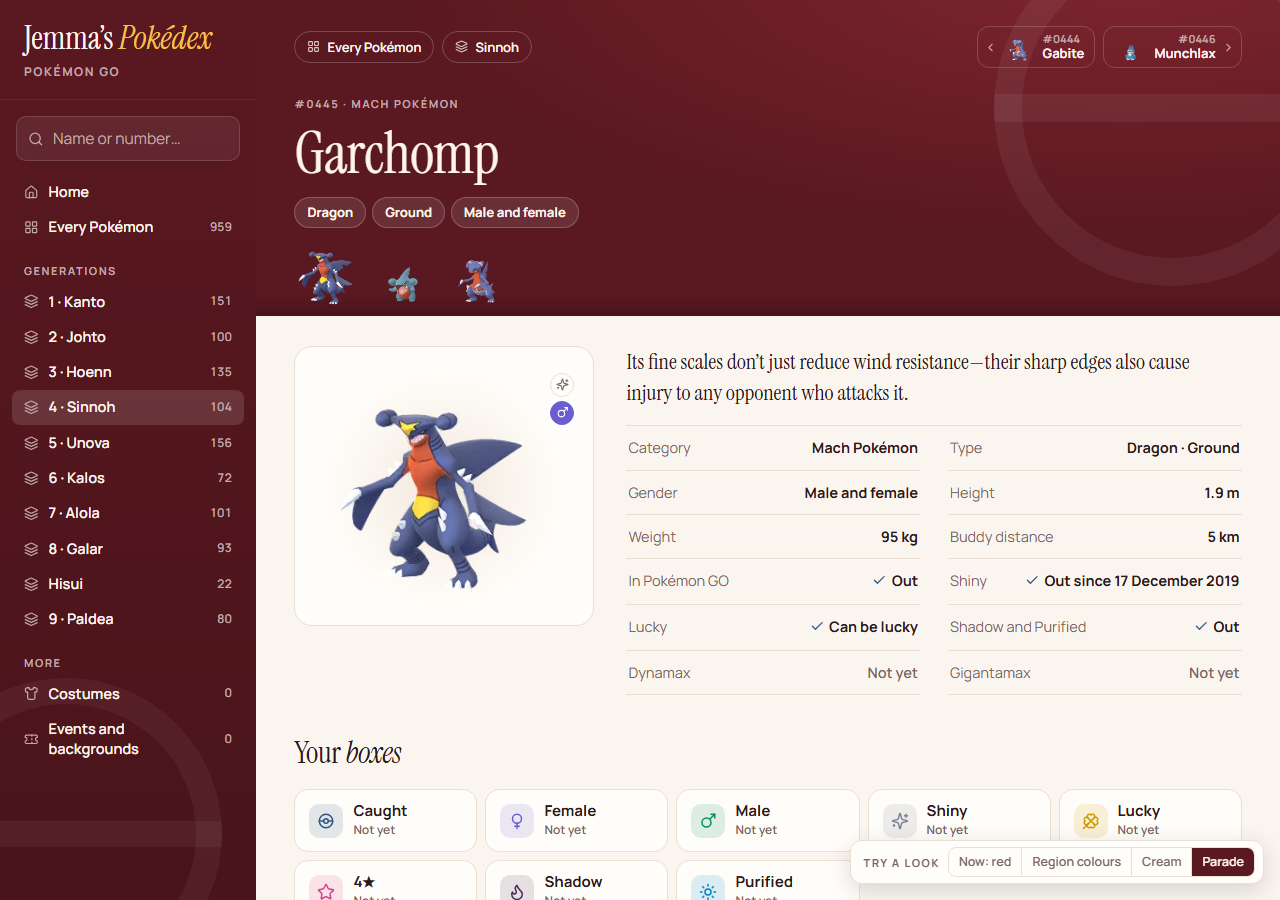 Jemma's Pokédex
POKÉMON GO
Name or number...
Home
Every Pokémon 959
GENERATIONS
1 · Kanto 151
2 · Johto 100
3 · Hoenn 135
4 · Sinnoh 104
5 · Unova 156
6 · Kalos 72
7 · Alola 101
8 · Galar 93
Hisui 22
9 · Paldea 80
MORE
Costumes 0
Events and
backgrounds 0
Every Pokémon Sinnoh
#0444
Gabite
#0446
Munchlax
#0445 · MACH POKÉMON
Garchomp
Dragon Ground Male and female
Its fine scales don't just reduce wind resistance—their sharp edges also cause
injury to any opponent who attacks it.
Category Mach Pokémon Type Dragon · Ground
Gender Male and female Height 1.9 m
Weight 95 kg Buddy distance 5 km
In Pokémon GO ✓ Out Shiny ✓ Out since 17 December 2019
Lucky ✓ Can be lucky Shadow and Purified ✓ Out
Dynamax Not yet Gigantamax Not yet
Your boxes
Caught Female Male Shiny Lucky
Not yet Not yet Not yet Not yet Not yet
4★ Shadow Purified
TRY A LOOK Now: red Region colours Cream Parade